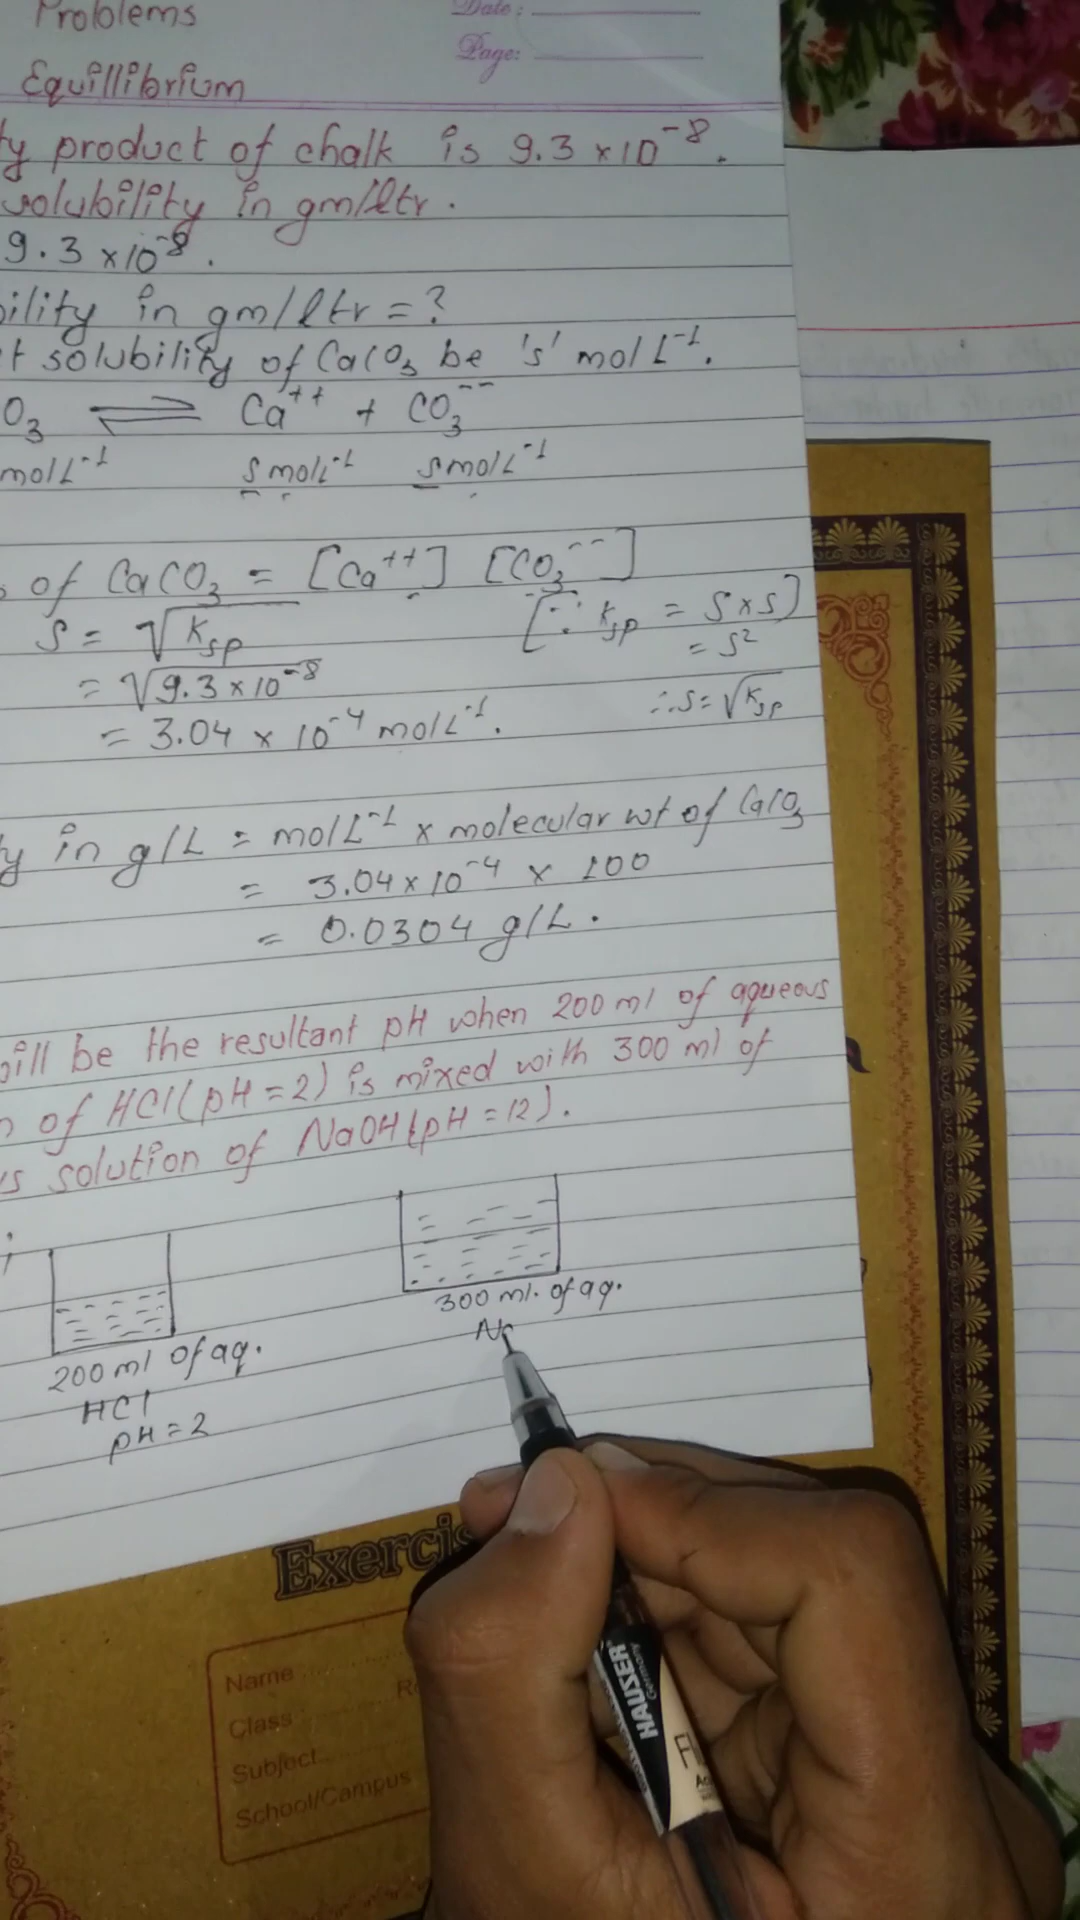 Problems
Date:
Page:
Equillibrium
ty product of chalk is 9.3 × 10⁻⁸.
solubility in gm/ltr.
9.3 × 10⁻⁸.
bility in gm/ltr = ?
t solubility of CaCO₃ be 's' mol L⁻¹.
O₃ ⇌ Ca⁺⁺ + CO₃⁻⁻
mol L⁻¹ s mol L⁻¹ s mol L⁻¹
of CaCO₃ = [Ca⁺⁺] [CO₃⁻⁻]
S = √Ksp
[∵ Ksp = S × S]
= S²
= √9.3 × 10⁻⁸
∴ S = √Ksp
= 3.04 × 10⁻⁴ mol L⁻¹.
y in g/L = mol L⁻¹ × molecular wt of CaCO₃
= 3.04 × 10⁻⁴ × 100
= 0.0304 g/L.
will be the resultant pH when 200 ml of aqueous
n of HCl (pH = 2) is mixed with 300 ml of
s solution of NaOH (pH = 12).
300 ml. of aq.
Na
200 ml of aq.
HCl
pH = 2
Exercis
Name
R
Class
Subject
School/Campus
HAUSER
Germany